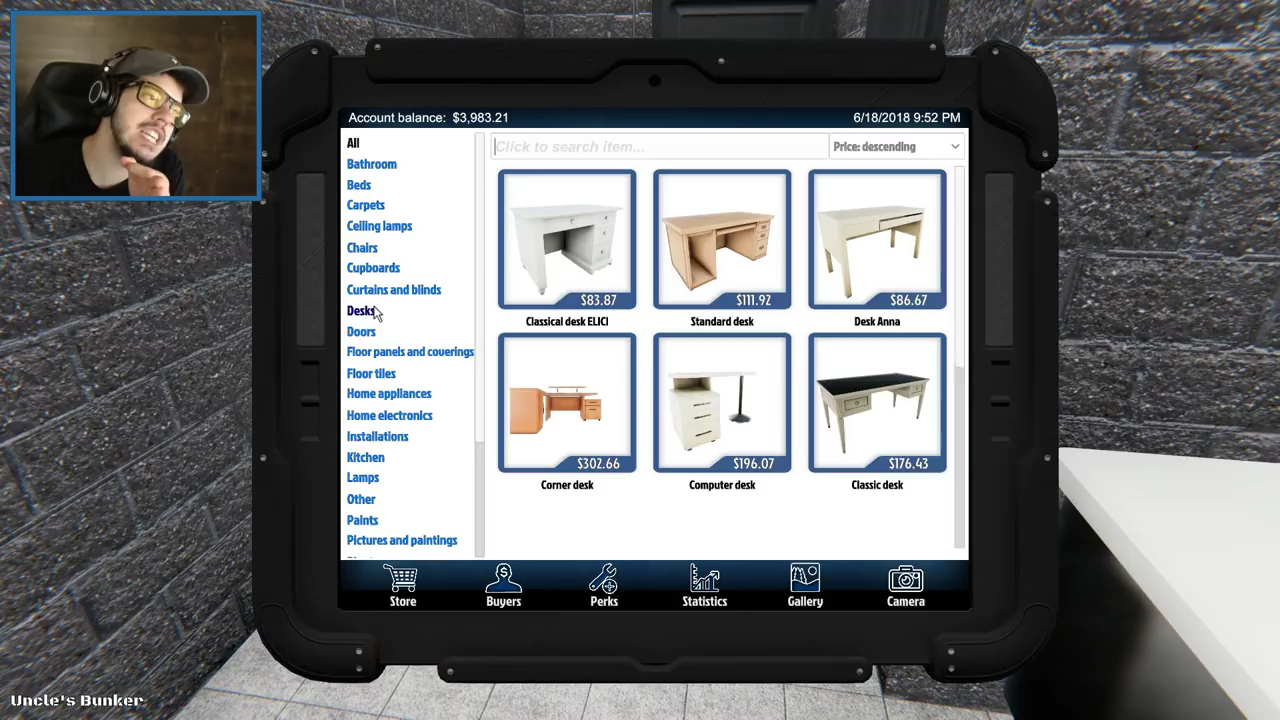 Account balance: $3,983.21
6/18/2018 9:52 PM
Click to search item...
Price: descending
All
Bathroom
Beds
Carpets
Ceiling lamps
Chairs
Cupboards
Curtains and blinds
Desks
Doors
Floor panels and coverings
Floor tiles
Home appliances
Home electronics
Installations
Kitchen
Lamps
Other
Paints
Pictures and paintings
$83.87
$111.92
$86.67
Classical desk ELICI
Standard desk
Desk Anna
$302.66
$196.07
$176.43
Corner desk
Computer desk
Classic desk
Store
Buyers
Perks
Statistics
Gallery
Camera
Uncle's Bunker